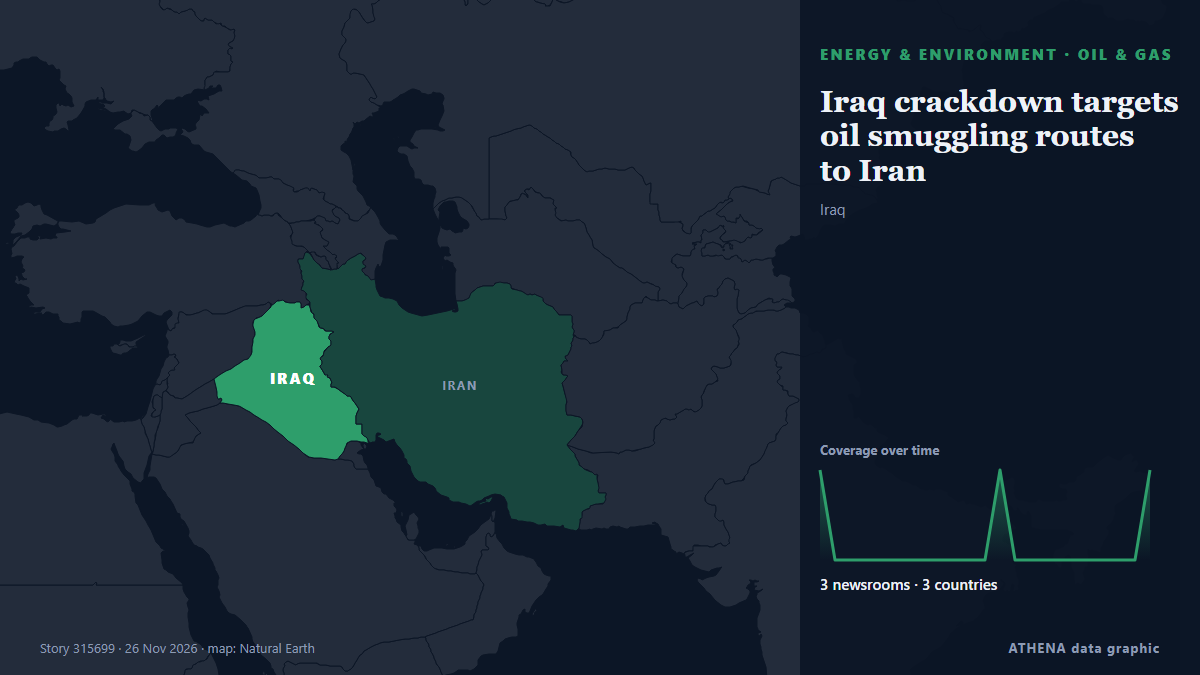 ENERGY & ENVIRONMENT · OIL & GAS
Iraq crackdown targets
oil smuggling routes
to Iran
Iraq
IRAQ
IRAN
Coverage over time
3 newsrooms · 3 countries
Story 315699 · 26 Nov 2026 · map: Natural Earth
ATHENA data graphic